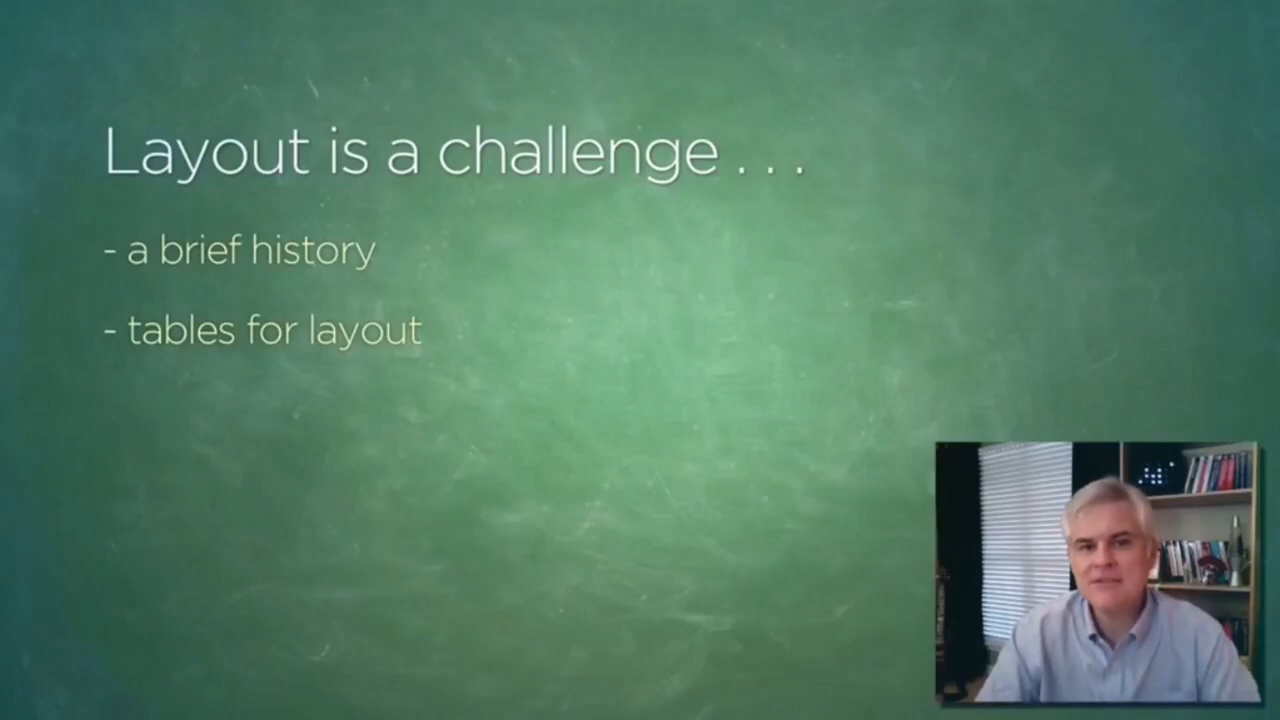 Layout is a challenge . . .
- a brief history
- tables for layout